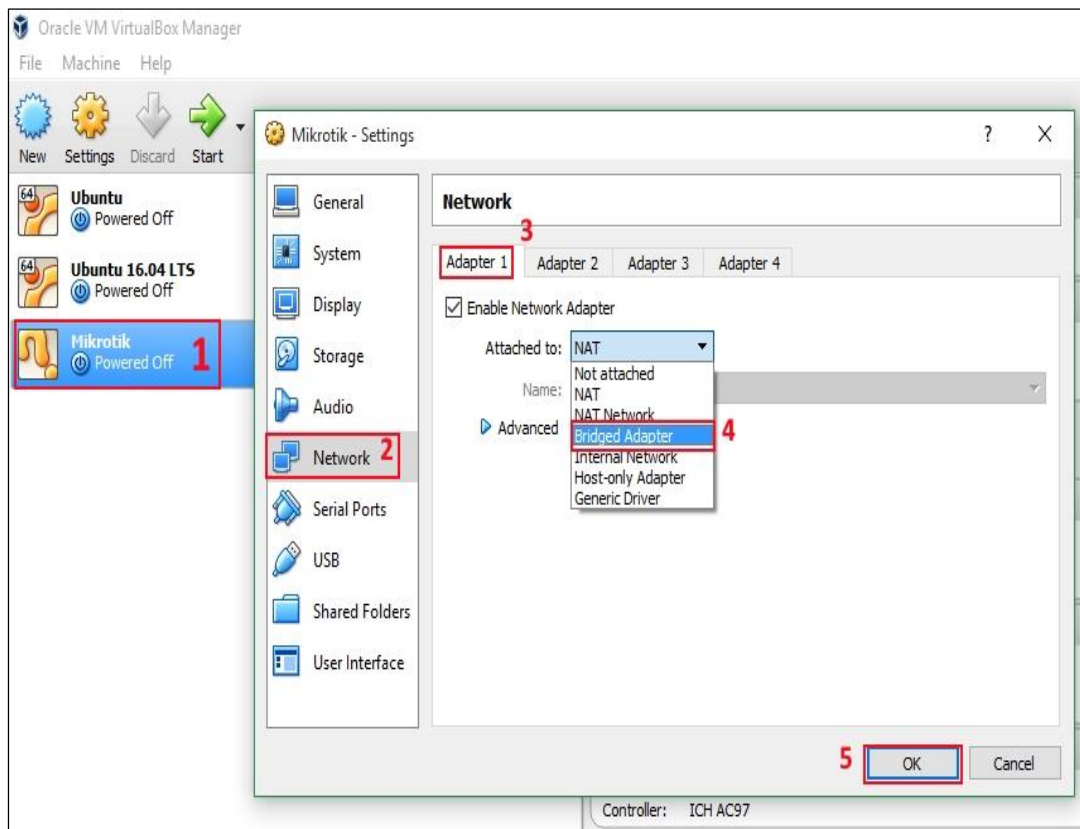 Oracle VM VirtualBox Manager
File Machine Help
New Settings Discard Start
64 Ubuntu
Powered Off
64 Ubuntu 16.04 LTS
Powered Off
Mikrotik
Powered Off 1
Mikrotik - Settings ? X
General
System
Display
Storage
Audio
Network 2
Serial Ports
USB
Shared Folders
User Interface
Network
3
Adapter 1 Adapter 2 Adapter 3 Adapter 4
Enable Network Adapter
Attached to: NAT
Not attached
Name: NAT
NAT Network
Advanced Bridged Adapter 4
Internal Network
Host-only Adapter
Generic Driver
5 OK Cancel
Controller: ICH AC97